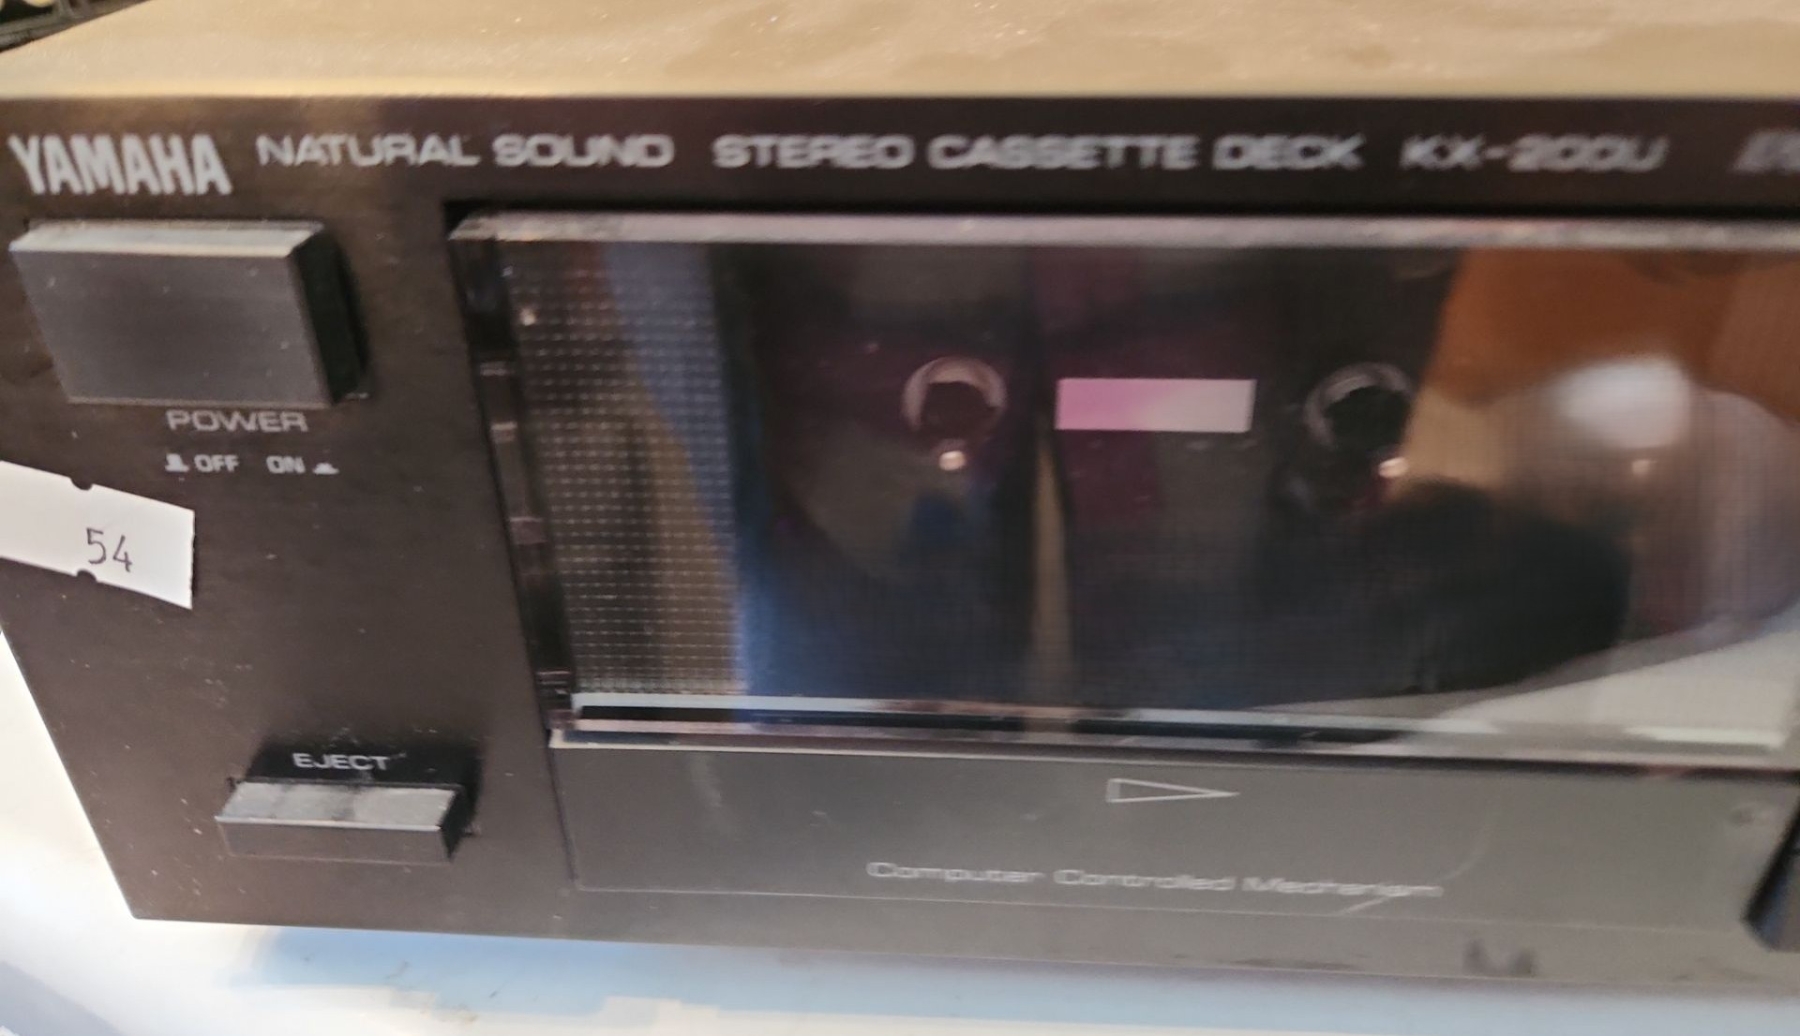 YAMAHA NATURAL SOUND STEREO CASSETTE DECK KX-200U
POWER
OFF ON
54
EJECT
Computer Controlled Mechanism